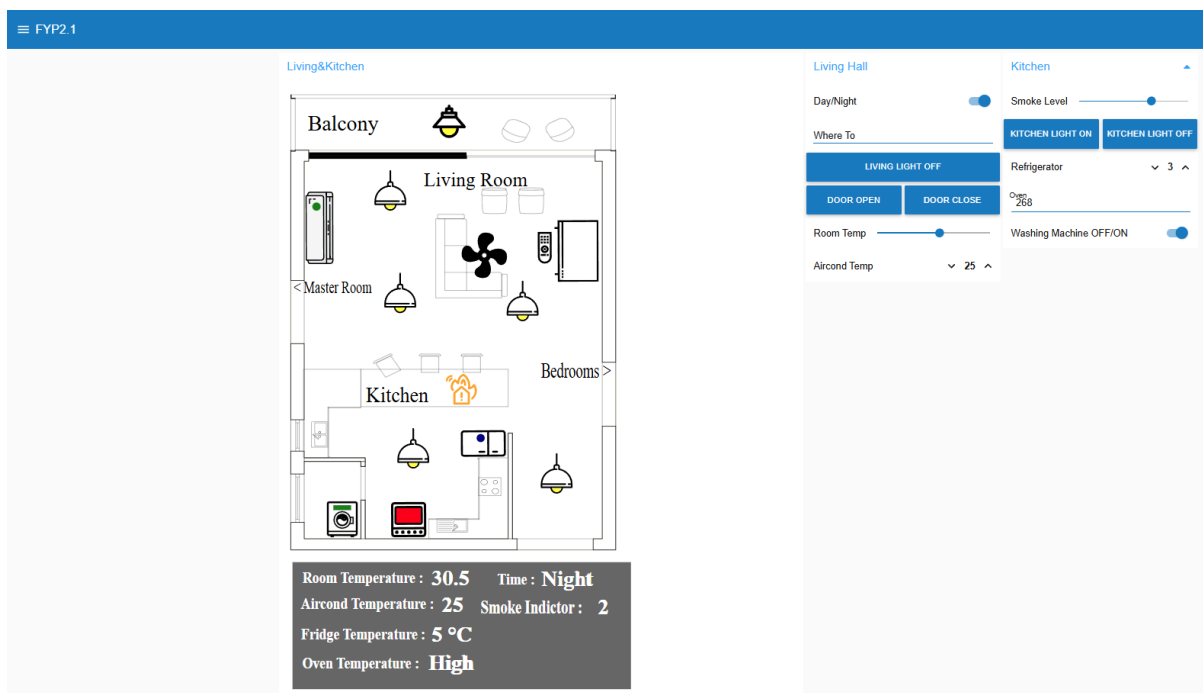 FYP2.1
Living&Kitchen
Balcony
Living Room
< Master Room
Bedrooms >
Kitchen
Room Temperature : 30.5 Time : Night
Aircond Temperature : 25 Smoke Indictor : 2
Fridge Temperature : 5 °C
Oven Temperature : High
Living Hall
Day/Night
Where To
LIVING LIGHT OFF
DOOR OPEN DOOR CLOSE
Room Temp
Aircond Temp 25
Kitchen
Smoke Level
KITCHEN LIGHT ON KITCHEN LIGHT OFF
Refrigerator 3
Oven
268
Washing Machine OFF/ON